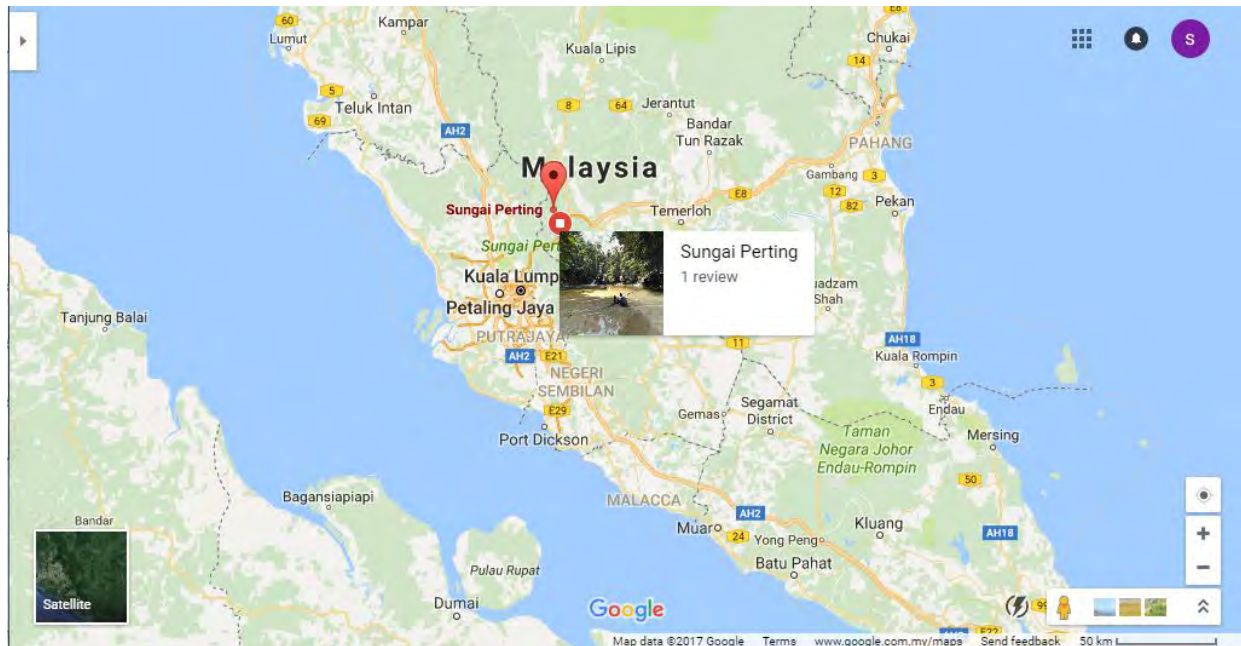 60
Lumut
Kampar
E8
Chukai
S
Kuala Lipis
14
5
Teluk Intan
69
8
64
Jerantut
AH2
Bandar
Tun Razak
PAHANG
Malaysia
Gambang
3
E8
12
82
Pekan
Sungai Perting
Temerloh
Sungai Pert
Sungai Perting
1 review
Kuala Lump
Petaling Jaya
uadzam
Shah
Tanjung Balai
PUTRAJAYA
AH2
E21
11
AH18
Kuala Rompin
NEGERI
SEMBILAN
3
E29
Gemas
Segamat
District
Endau
Port Dickson
Taman
Negara Johor
Endau-Rompin
Mersing
50
Bagansiapiapi
MALACCA
AH2
Muar
24
Yong Peng
Kluang
AH18
Bandar
Batu Pahat
Pulau Rupat
Satellite
Dumai
Google
99
E22
Map data ©2017 Google
Terms
www.google.com.my/maps
Send feedback
50 km